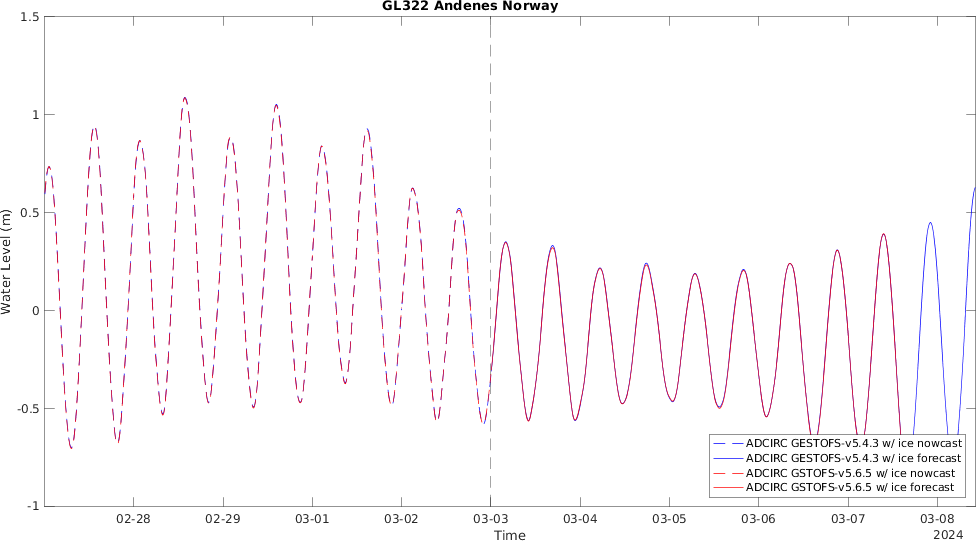 GL322 Andenes Norway
1.5
1
0.5
0
-0.5
-1
Water Level (m)
ADCIRC GESTOFS-v5.4.3 w/ ice nowcast
ADCIRC GESTOFS-v5.4.3 w/ ice forecast
ADCIRC GSTOFS-v5.6.5 w/ ice nowcast
ADCIRC GSTOFS-v5.6.5 w/ ice forecast
02-28 02-29 03-01 03-02 03-03 03-04 03-05 03-06 03-07 03-08
Time
2024